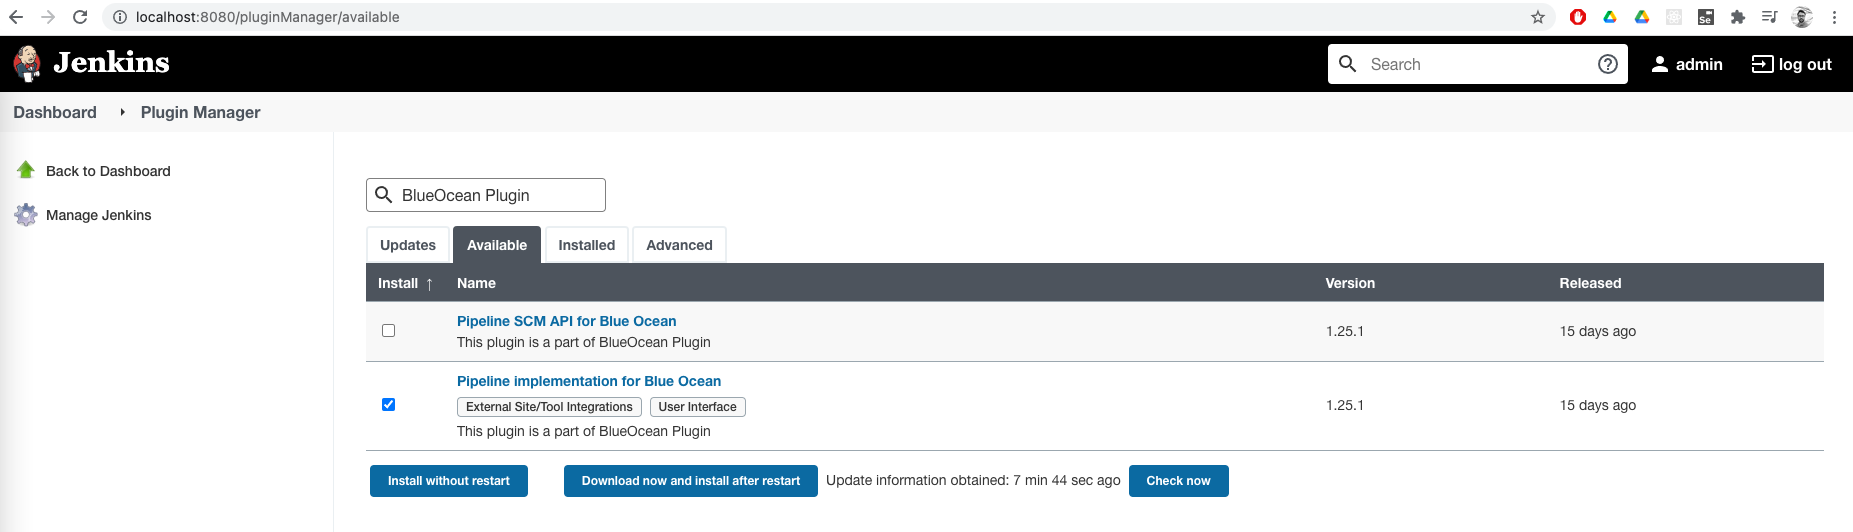 localhost:8080/pluginManager/available
Se
Jenkins
Search
admin
log out
Dashboard
Plugin Manager
Back to Dashboard
Manage Jenkins
BlueOcean Plugin
Updates
Available
Installed
Advanced
Install ↑
Name
Version
Released
Pipeline SCM API for Blue Ocean
This plugin is a part of BlueOcean Plugin
1.25.1
15 days ago
Pipeline implementation for Blue Ocean
External Site/Tool Integrations
User Interface
This plugin is a part of BlueOcean Plugin
1.25.1
15 days ago
Install without restart
Download now and install after restart
Update information obtained: 7 min 44 sec ago
Check now